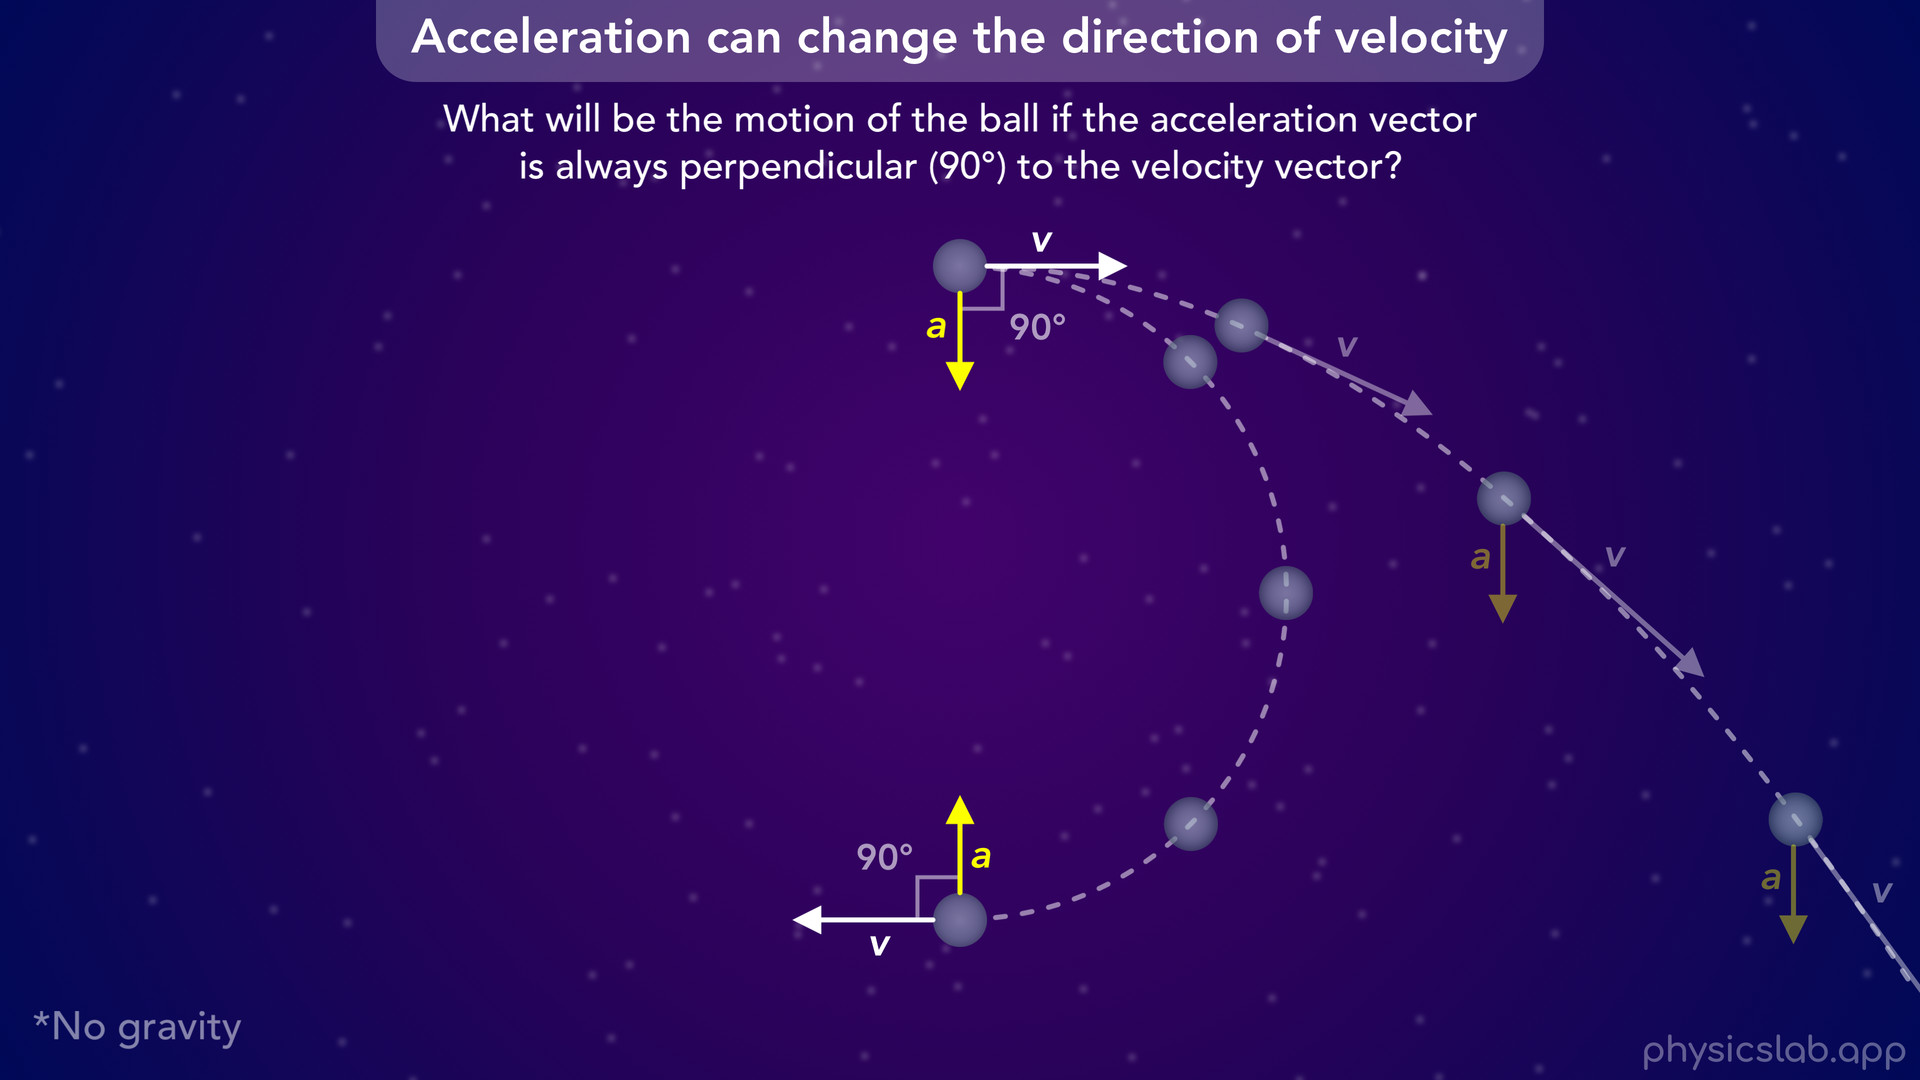 Acceleration can change the direction of velocity
What will be the motion of the ball if the acceleration vector
is always perpendicular (90°) to the velocity vector?
v
a
90°
v
a
v
90°
a
v
a
v
*No gravity
physicslab.app